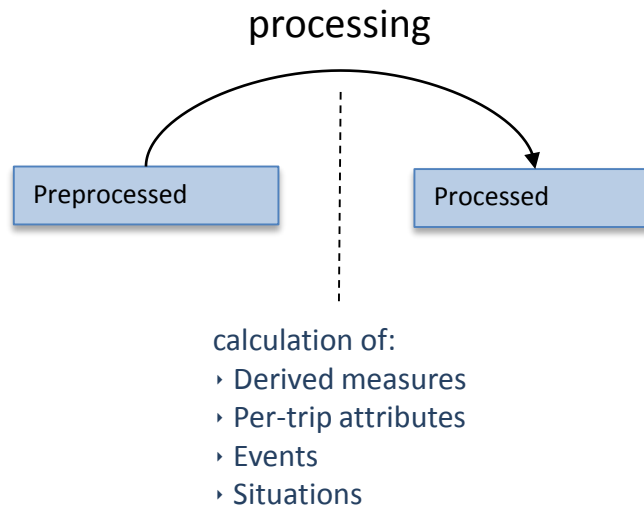 processing
Preprocessed
Processed
calculation of:
‣ Derived measures
‣ Per-trip attributes
‣ Events
‣ Situations